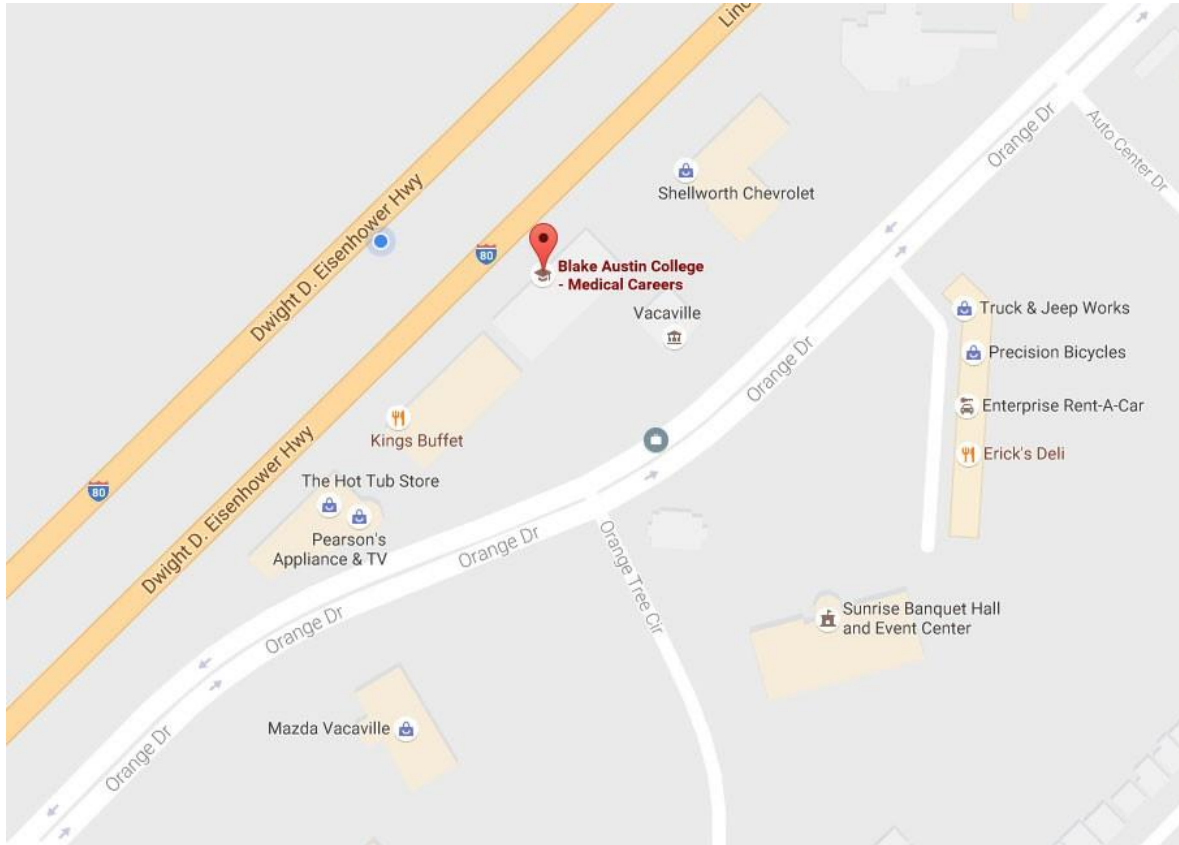 Linc
Orange Dr
Auto Center Dr
Shellworth Chevrolet
Dwight D. Eisenhower Hwy
80
Blake Austin College
- Medical Careers
Vacaville
Truck & Jeep Works
Precision Bicycles
Orange Dr
Enterprise Rent-A-Car
Kings Buffet
Erick's Deli
The Hot Tub Store
80
Dwight D. Eisenhower Hwy
Pearson's
Appliance & TV
Orange Dr
Orange Tree Cir
Orange Dr
Sunrise Banquet Hall
and Event Center
Mazda Vacaville
Orange Dr